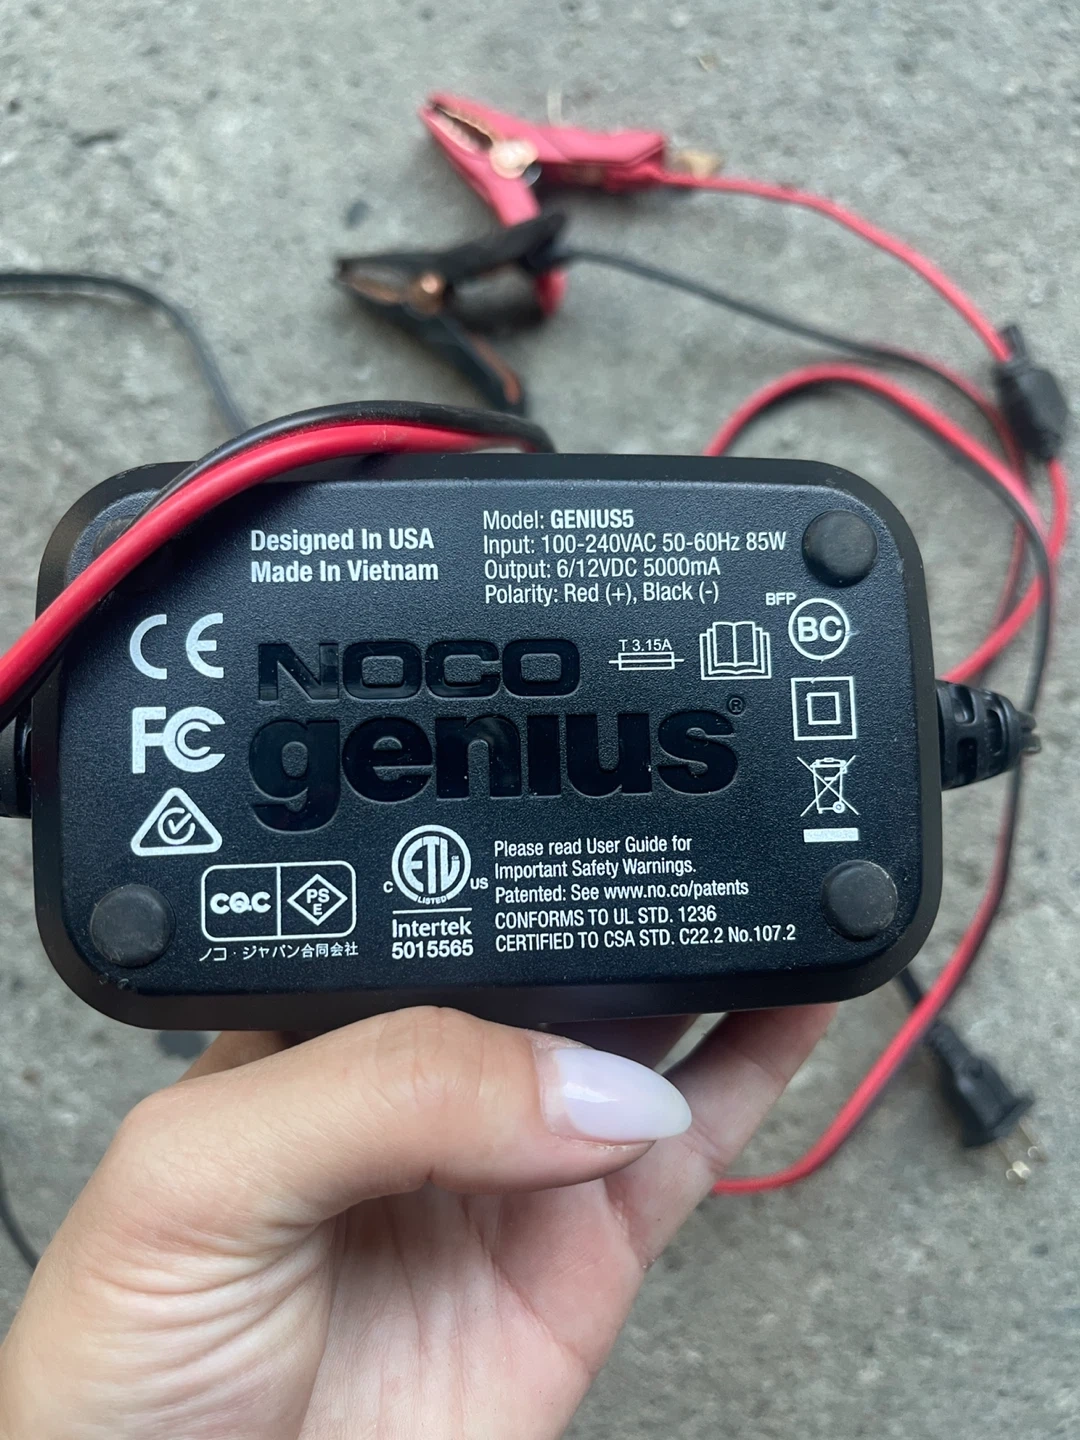 Designed In USA
Made In Vietnam
Model: GENIUS5
Input: 100-240VAC 50-60Hz 85W
Output: 6/12VDC 5000mA
Polarity: Red (+), Black (-)
BFP
BC
T 3.15A
CE
FC
NOCO
genius®
CQC
PS
E
ノコ・ジャパン合同会社
ETL
LISTED
C
US
Intertek
5015565
Please read User Guide for
Important Safety Warnings.
Patented: See www.no.co/patents
CONFORMS TO UL STD. 1236
CERTIFIED TO CSA STD. C22.2 No.107.2